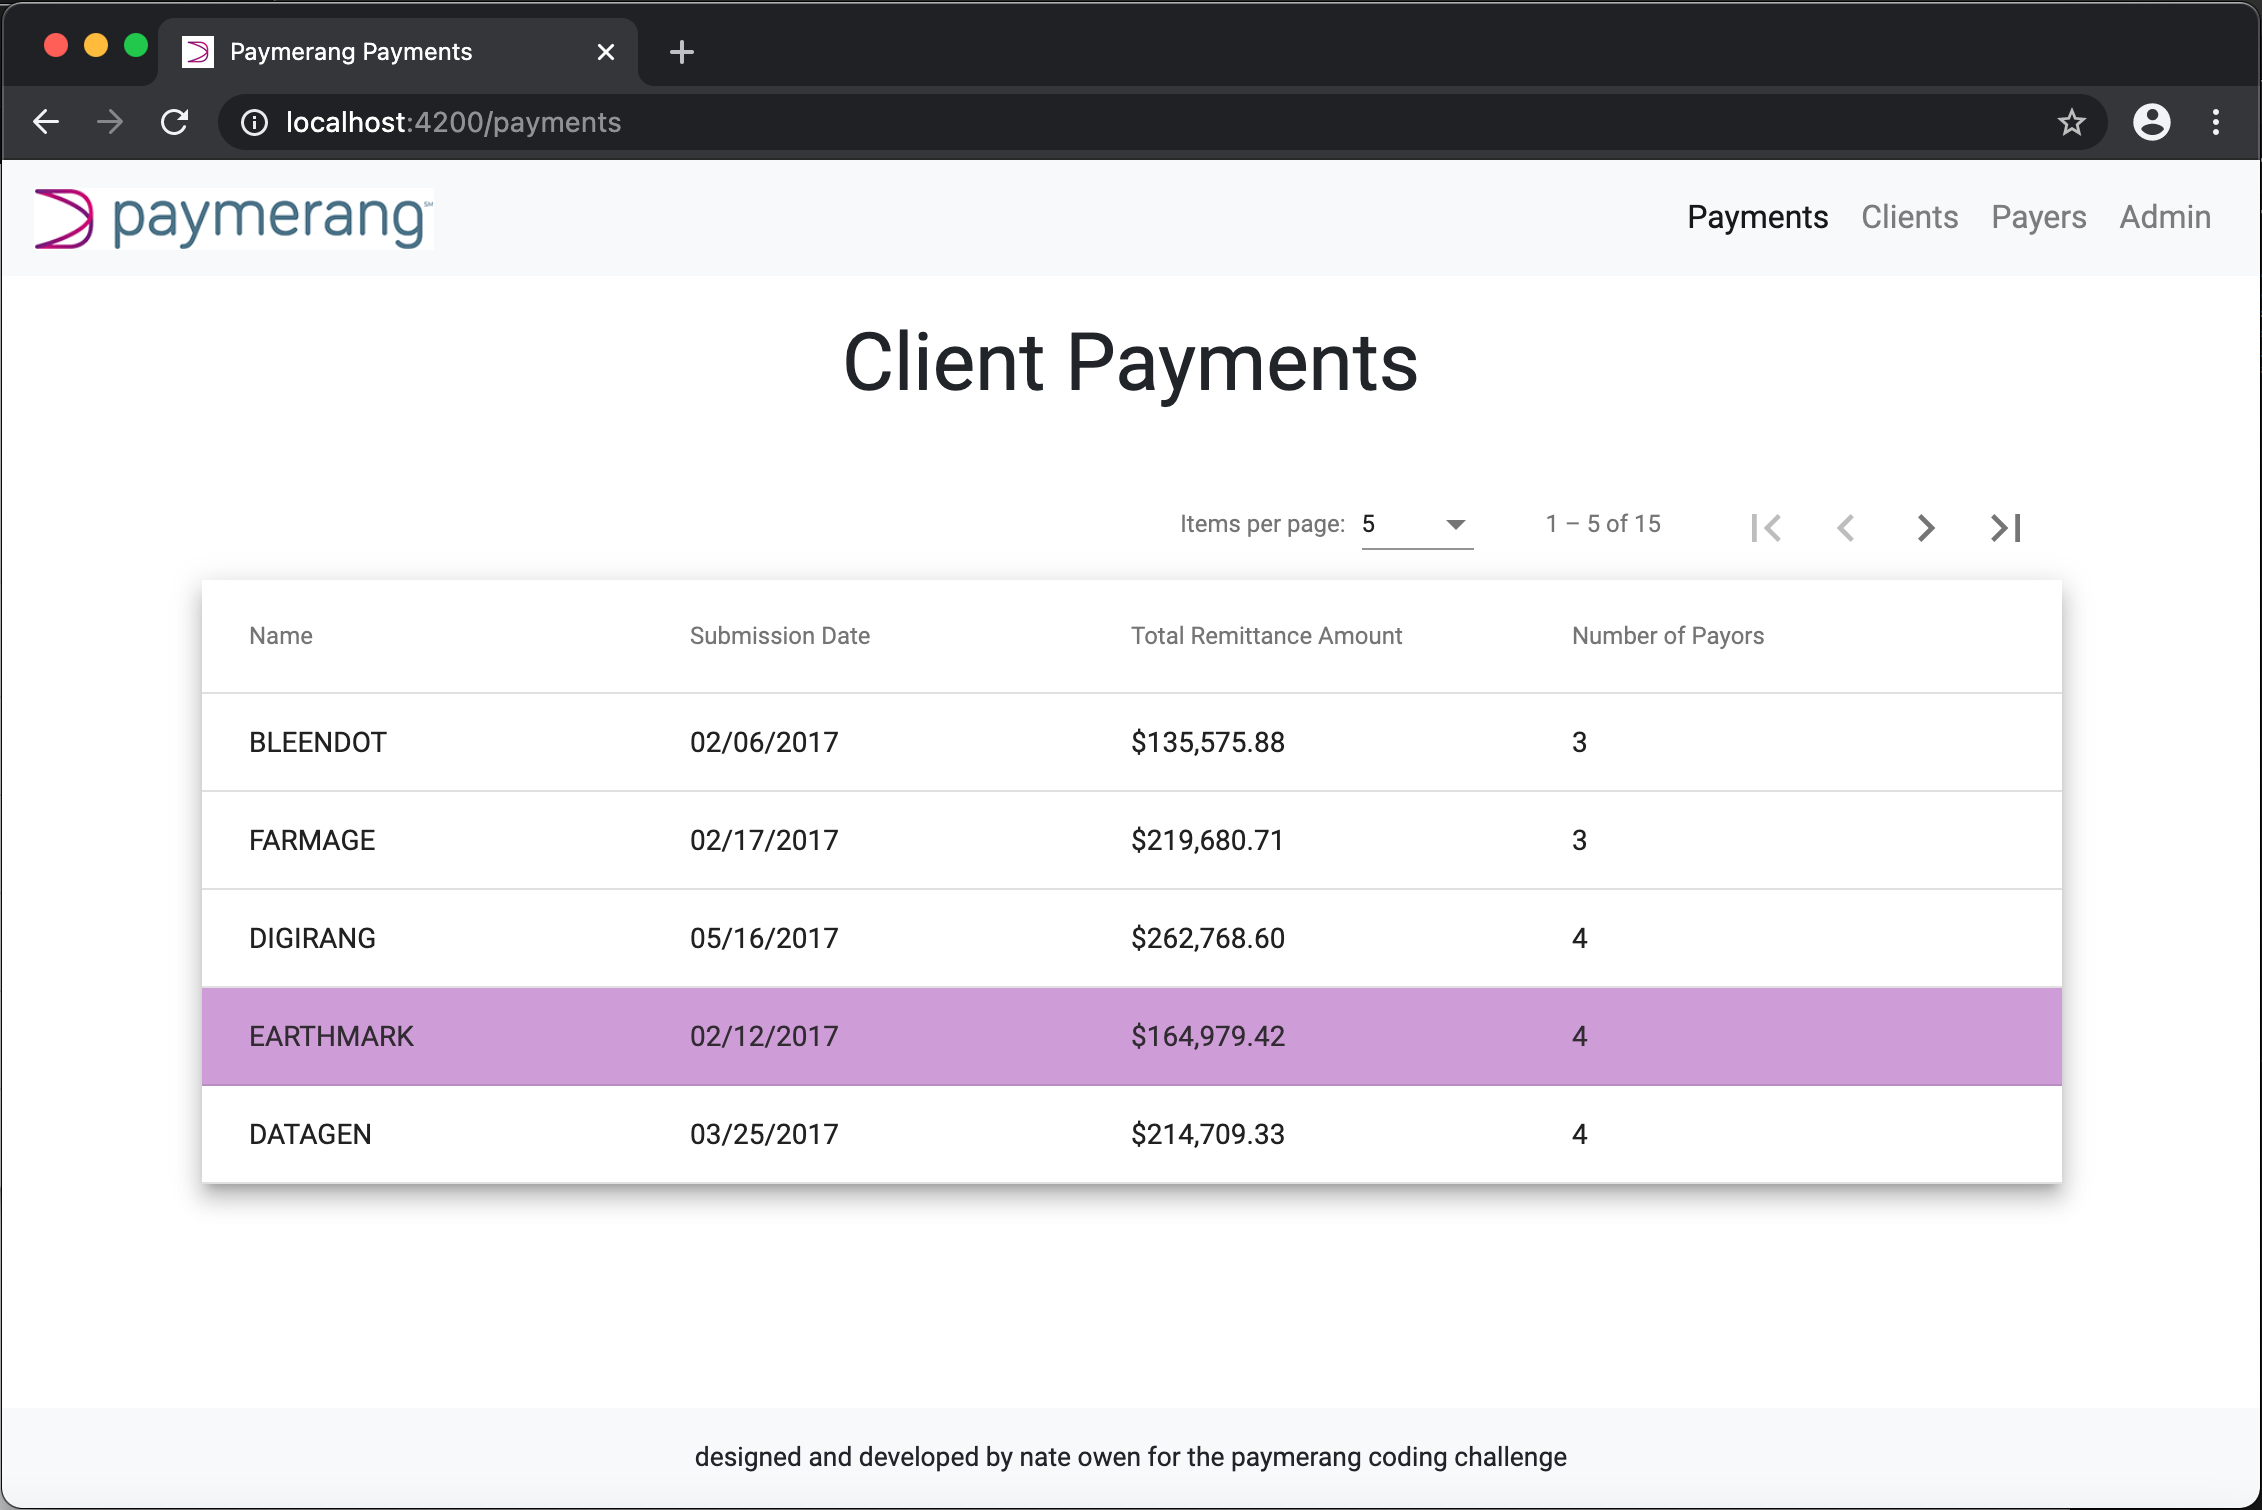 Paymerang Payments
localhost:4200/payments
paymerang℠
Payments Clients Payers Admin
Client Payments
Items per page: 5 1 – 5 of 15
Name Submission Date Total Remittance Amount Number of Payors
BLEENDOT 02/06/2017 $135,575.88 3
FARMAGE 02/17/2017 $219,680.71 3
DIGIRANG 05/16/2017 $262,768.60 4
EARTHMARK 02/12/2017 $164,979.42 4
DATAGEN 03/25/2017 $214,709.33 4
designed and developed by nate owen for the paymerang coding challenge